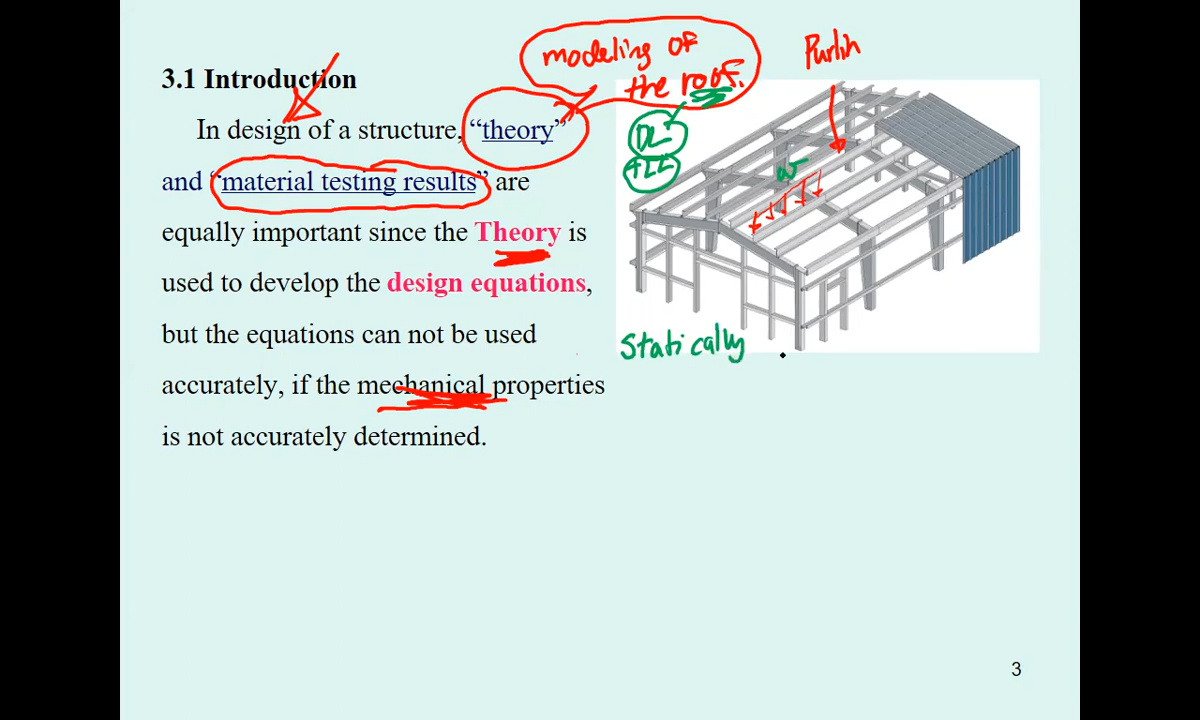 3.1 Introduction
In design of a structure, “theory”
and “material testing results” are
equally important since the Theory is
used to develop the design equations,
but the equations can not be used
accurately, if the mechanical properties
is not accurately determined.
modeling of
the roof.
Purlin
DL
+LL
w
Statically
3